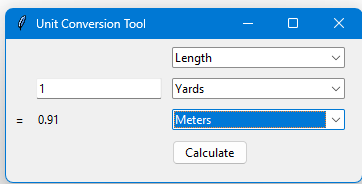 Unit Conversion Tool
Length
1 Yards
= 0.91 Meters
Calculate